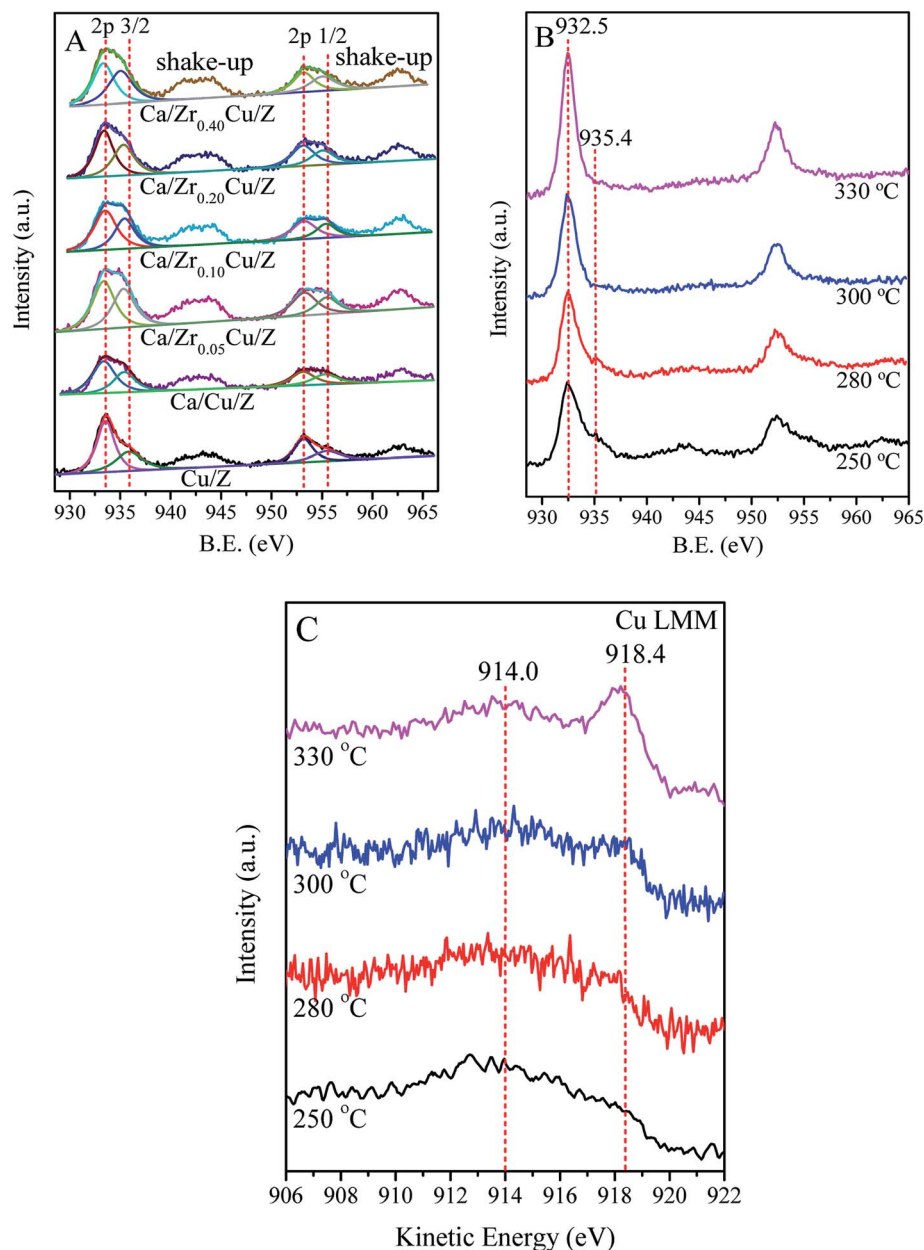 A
2p 3/2
2p 1/2
shake-up
shake-up
Ca/Zr0.40Cu/Z
Ca/Zr0.20Cu/Z
Ca/Zr0.10Cu/Z
Ca/Zr0.05Cu/Z
Ca/Cu/Z
Cu/Z
Intensity (a.u.)
930 935 940 945 950 955 960 965
B.E. (eV)
B
932.5
935.4
330 ºC
300 ºC
280 ºC
250 ºC
Intensity (a.u.)
930 935 940 945 950 955 960 965
B.E. (eV)
C
Cu LMM
914.0
918.4
330 °C
300 °C
280 °C
250 °C
Intensity (a.u.)
906 908 910 912 914 916 918 920 922
Kinetic Energy (eV)